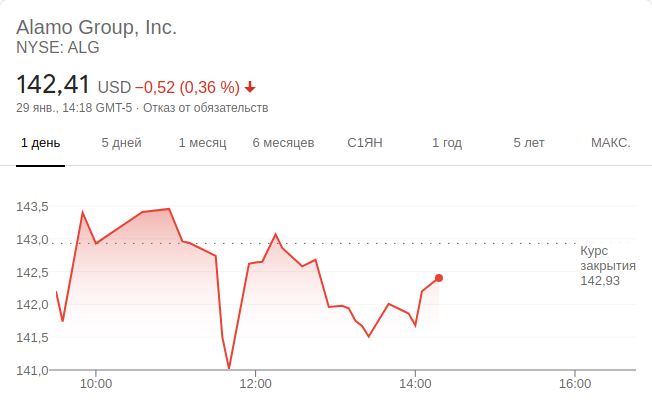 Alamo Group, Inc.
NYSE: ALG
142,41 USD −0,52 (0,36 %)
29 янв., 14:18 GMT-5 · Отказ от обязательств
1 день 5 дней 1 месяц 6 месяцев С1ЯН 1 год 5 лет МАКС.
143,5
143,0
Курс
закрытия
142,93
142,5
142,0
141,5
141,0
10:00 12:00 14:00 16:00